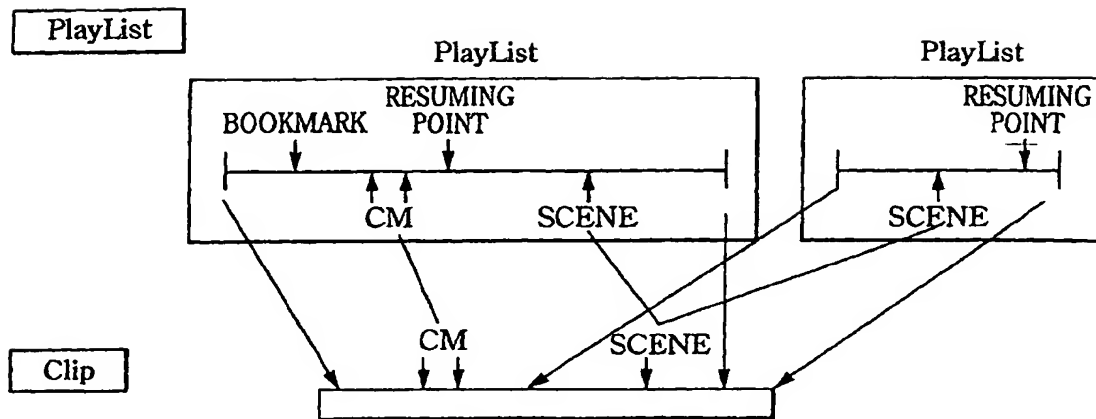 PlayList
PlayList
PlayList
BOOKMARK
RESUMING
POINT
RESUMING
POINT
CM
SCENE
SCENE
CM
SCENE
Clip